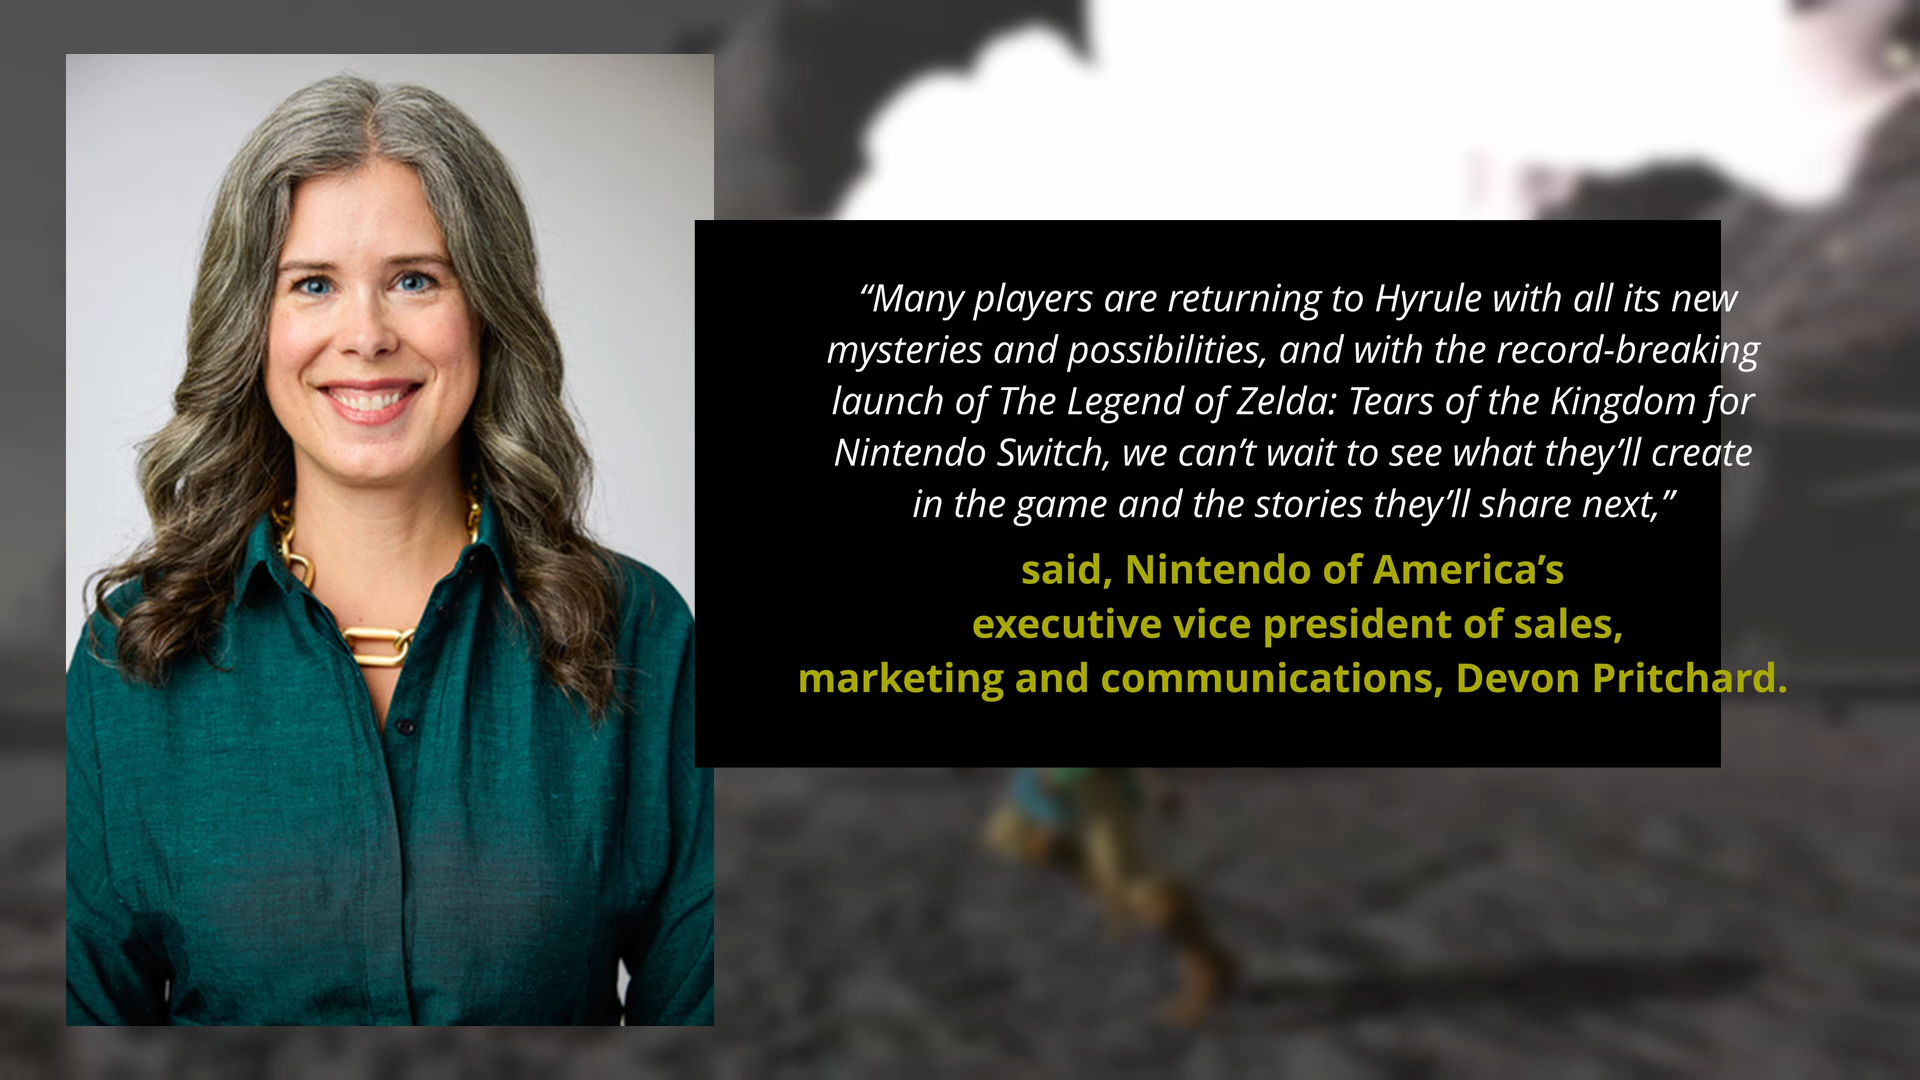 “Many players are returning to Hyrule with all its new
mysteries and possibilities, and with the record-breaking
launch of The Legend of Zelda: Tears of the Kingdom for
Nintendo Switch, we can’t wait to see what they’ll create
in the game and the stories they’ll share next,”
said, Nintendo of America’s
executive vice president of sales,
marketing and communications, Devon Pritchard.